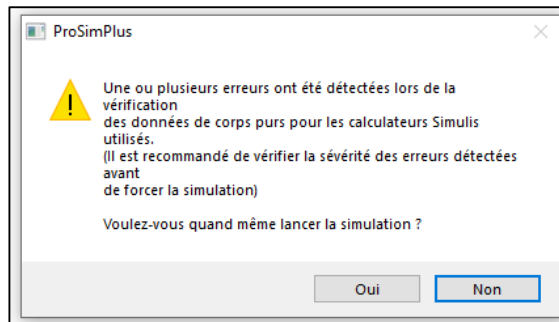 ProSimPlus
Une ou plusieurs erreurs ont été détectées lors de la
vérification
des données de corps purs pour les calculateurs Simulis
utilisés.
(Il est recommandé de vérifier la sévérité des erreurs détectées
avant
de forcer la simulation)
Voulez-vous quand même lancer la simulation ?
Oui
Non